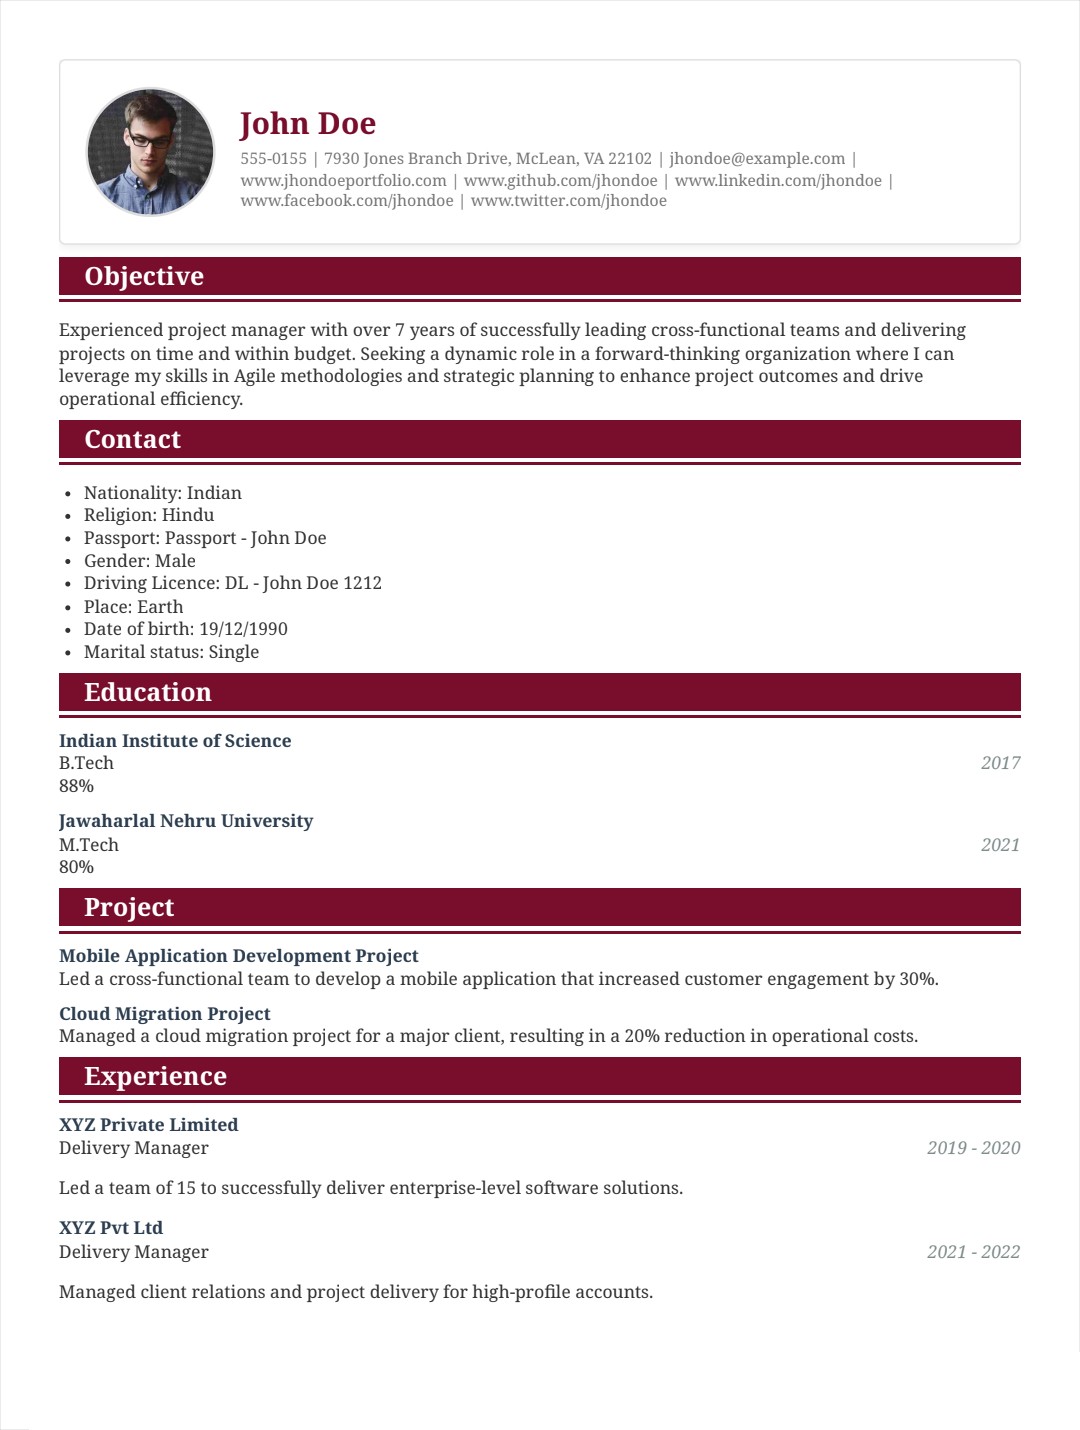 John Doe
555-0155 | 7930 Jones Branch Drive, McLean, VA 22102 | jhondoe@example.com |
www.jhondoeportfolio.com | www.github.com/jhondoe | www.linkedin.com/jhondoe |
www.facebook.com/jhondoe | www.twitter.com/jhondoe
Objective
Experienced project manager with over 7 years of successfully leading cross-functional teams and delivering
projects on time and within budget. Seeking a dynamic role in a forward-thinking organization where I can
leverage my skills in Agile methodologies and strategic planning to enhance project outcomes and drive
operational efficiency.
Contact
• Nationality: Indian
• Religion: Hindu
• Passport: Passport - John Doe
• Gender: Male
• Driving Licence: DL - John Doe 1212
• Place: Earth
• Date of birth: 19/12/1990
• Marital status: Single
Education
Indian Institute of Science
B.Tech 2017
88%
Jawaharlal Nehru University
M.Tech 2021
80%
Project
Mobile Application Development Project
Led a cross-functional team to develop a mobile application that increased customer engagement by 30%.
Cloud Migration Project
Managed a cloud migration project for a major client, resulting in a 20% reduction in operational costs.
Experience
XYZ Private Limited
Delivery Manager 2019 - 2020
Led a team of 15 to successfully deliver enterprise-level software solutions.
XYZ Pvt Ltd
Delivery Manager 2021 - 2022
Managed client relations and project delivery for high-profile accounts.